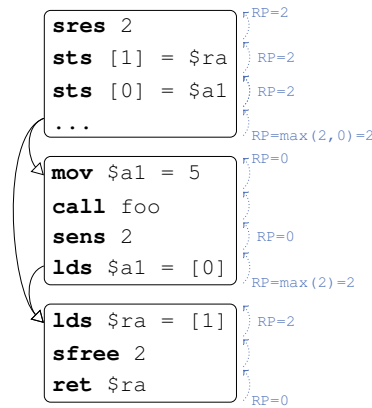 sres 2 RP=2
sts [1] = $ra RP=2
sts [0] = $a1 RP=2
... RP=max(2,0)=2
mov $a1 = 5 RP=0
call foo
sens 2 RP=0
lds $a1 = [0]
RP=max(2)=2
lds $ra = [1] RP=2
sfree 2
ret $ra RP=0